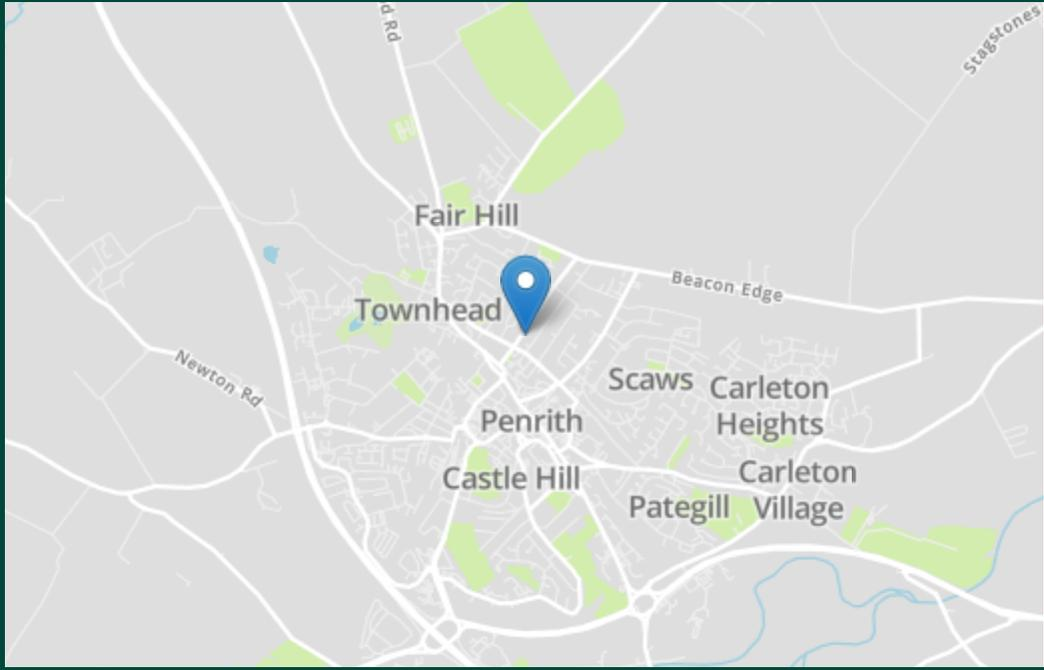 d Rd
Stagstones
Fair Hill
Beacon Edge
Townhead
Newton Rd
Scaws
Carleton
Heights
Penrith
Castle Hill
Carleton
Village
Pategill